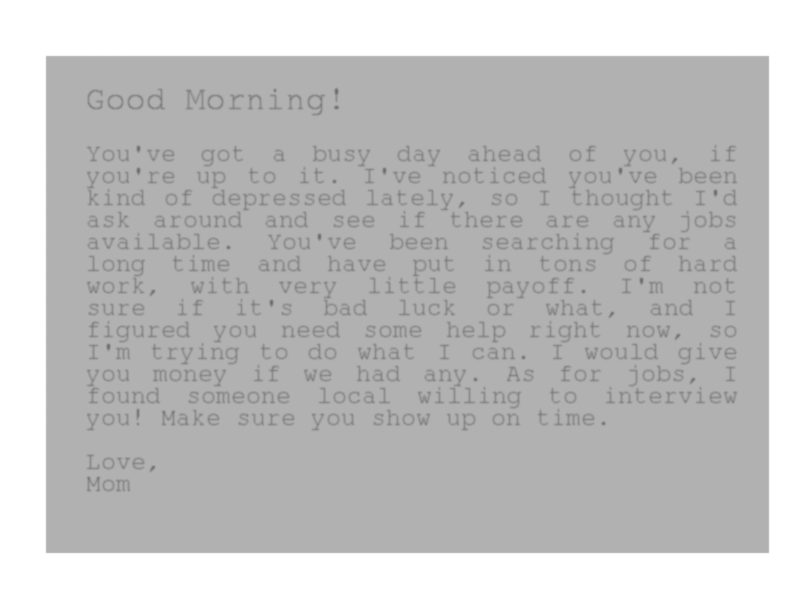 Good Morning!
You've got a busy day ahead of you, if
you're up to it. I've noticed you've been
kind of depressed lately, so I thought I'd
ask around and see if there are any jobs
available. You've been searching for a
long time and have put in tons of hard
work, with very little payoff. I'm not
sure if it's bad luck or what, and I
figured you need some help right now, so
I'm trying to do what I can. I would give
you money if we had any. As for jobs, I
found someone local willing to interview
you! Make sure you show up on time.
Love,
Mom